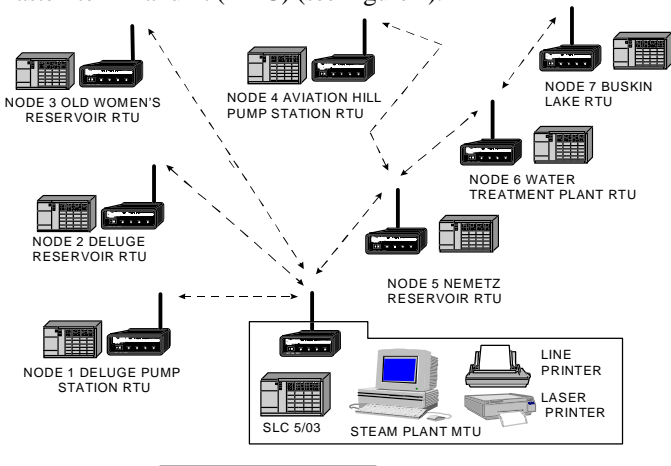 NODE 3 OLD WOMEN'S
RESERVOIR RTU
NODE 4 AVIATION HILL
PUMP STATION RTU
NODE 7 BUSKIN
LAKE RTU
NODE 6 WATER
TREATMENT PLANT RTU
NODE 2 DELUGE
RESERVOIR RTU
NODE 5 NEMETZ
RESERVOIR RTU
NODE 1 DELUGE PUMP
STATION RTU
SLC 5/03
STEAM PLANT MTU
LINE
PRINTER
LASER
PRINTER